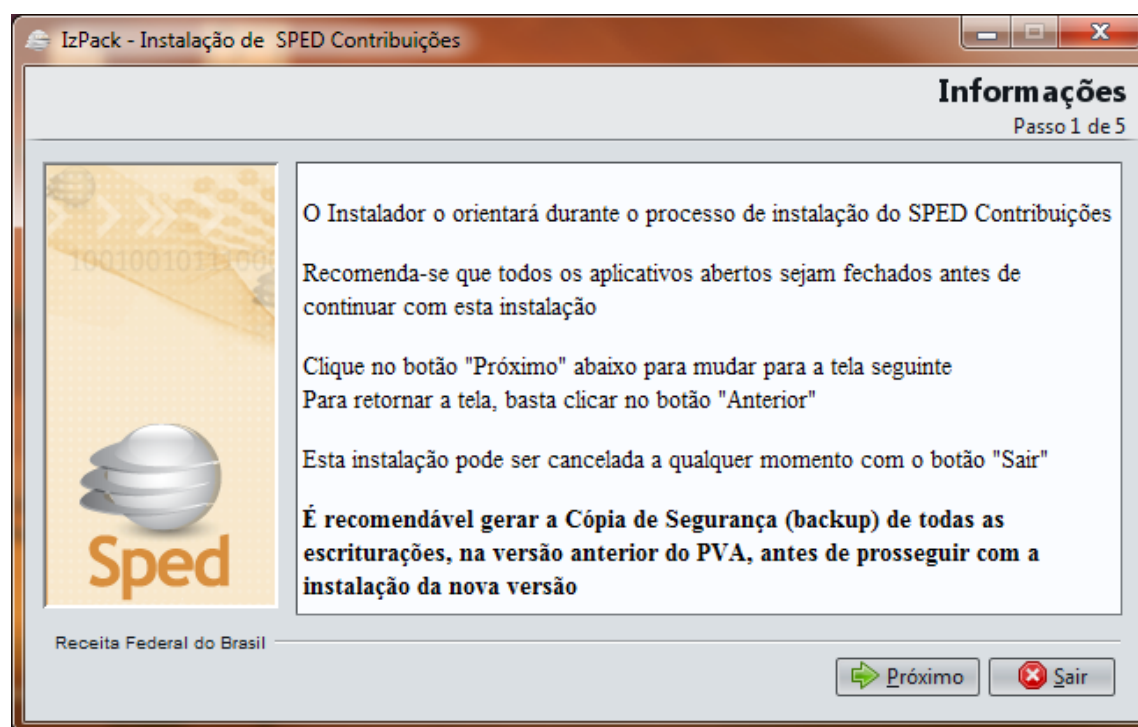 IzPack - Instalação de  SPED Contribuições
Informações
Passo 1 de 5
10010010111001
O Instalador o orientará durante o processo de instalação do SPED Contribuições
Recomenda-se que todos os aplicativos abertos sejam fechados antes de
continuar com esta instalação
Clique no botão "Próximo" abaixo para mudar para a tela seguinte
Para retornar a tela, basta clicar no botão "Anterior"
Esta instalação pode ser cancelada a qualquer momento com o botão "Sair"
É recomendável gerar a Cópia de Segurança (backup) de todas as
escriturações, na versão anterior do PVA, antes de prosseguir com a
instalação da nova versão
Sped
Receita Federal do Brasil
Próximo
Sair